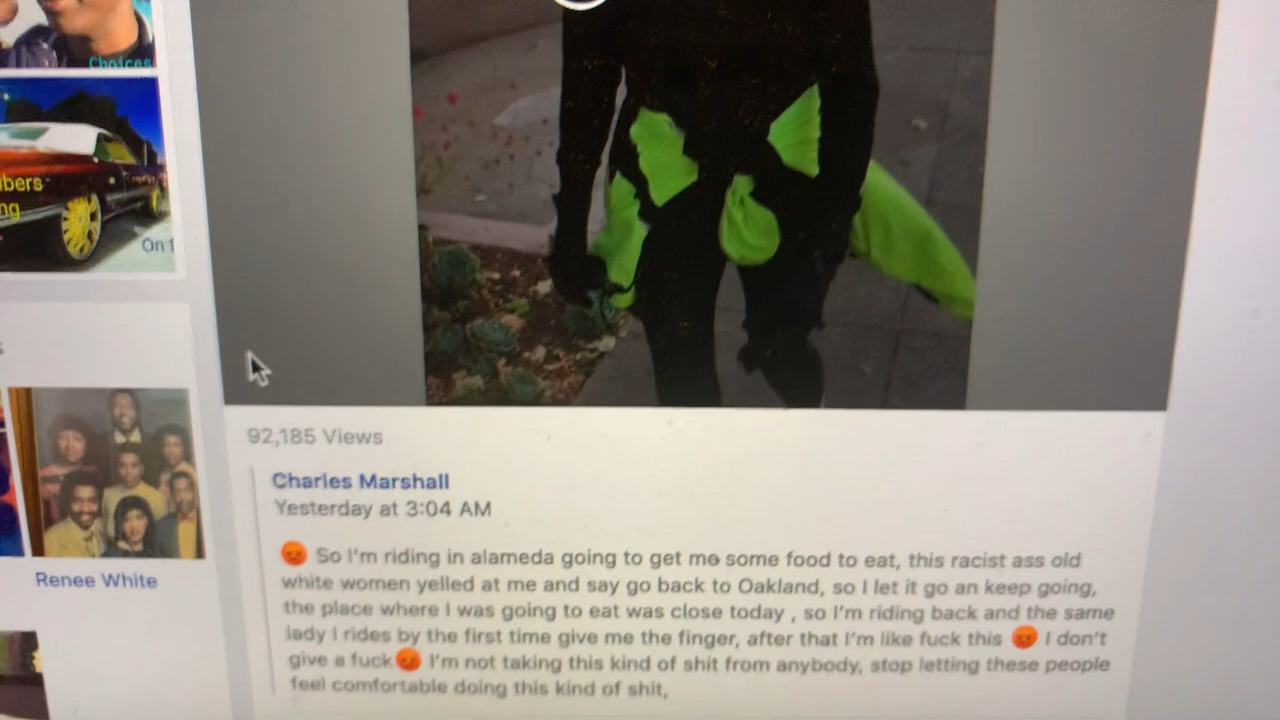 Choices
bers
ng
On
Renee White
92,185 Views
Charles Marshall
Yesterday at 3:04 AM
😡 So I'm riding in alameda going to get me some food to eat, this racist ass old
white women yelled at me and say go back to Oakland, so I let it go an keep going,
the place where I was going to eat was close today , so I'm riding back and the same
lady I rides by the first time give me the finger, after that I'm like fuck this 😡 I don't
give a fuck😡 I'm not taking this kind of shit from anybody, stop letting these people
feel comfortable doing this kind of shit,